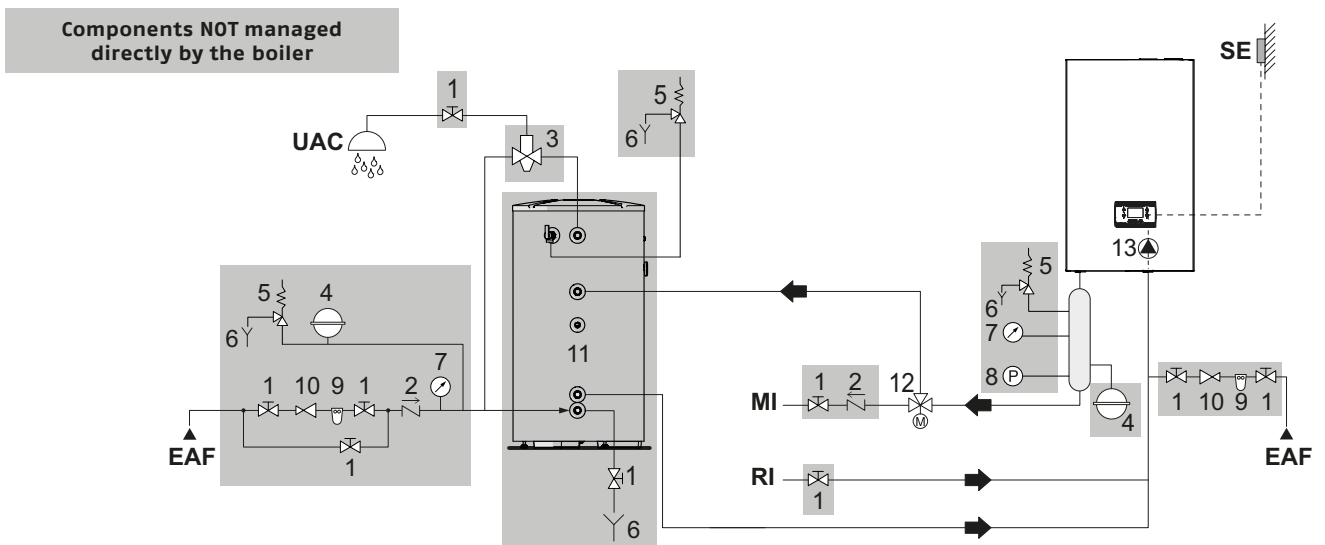 Components NOT managed
directly by the boiler
SE
1
5
UAC
3
6
13
5
4
5
6
6
7
7
11
8 P
1 10 9 1 2
MI
1 2 12
M
4
1 10 9 1
EAF
1
EAF
1
RI
1
6